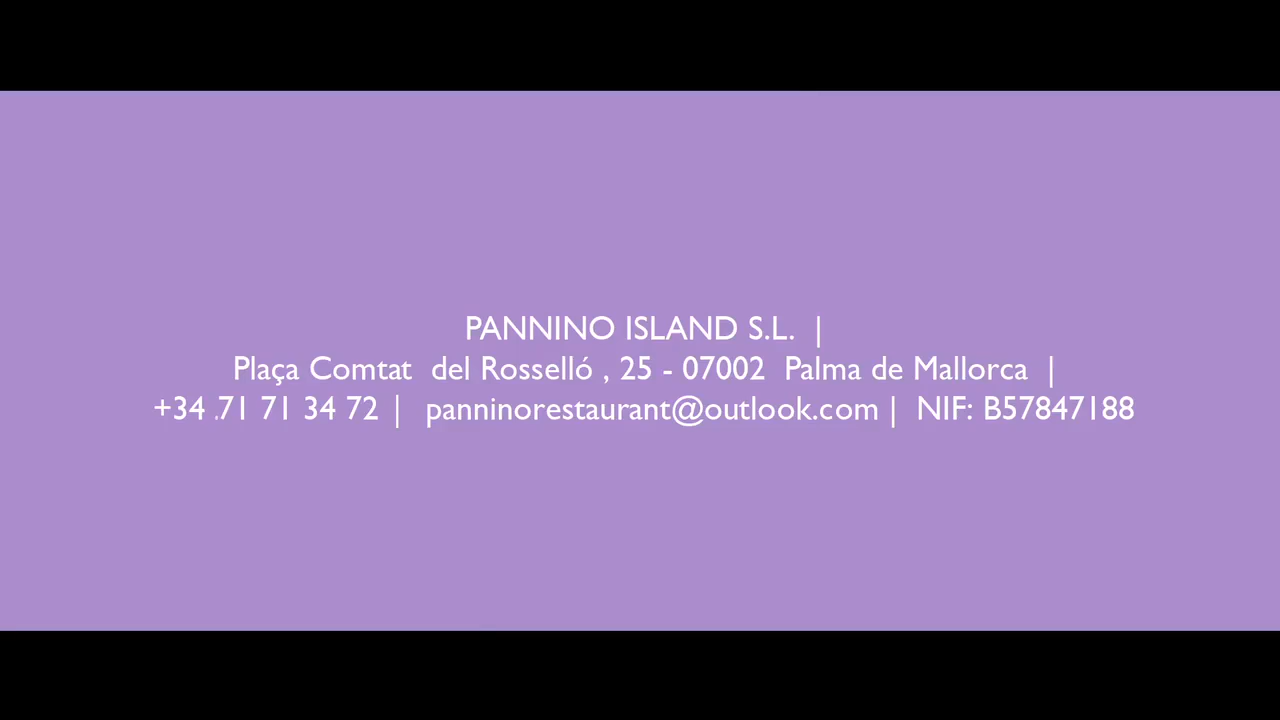 PANNINO ISLAND S.L. |
Plaça Comtat del Rosselló , 25 - 07002 Palma de Mallorca |
+34 .71 71 34 72 | panninorestaurant@outlook.com | NIF: B57847188